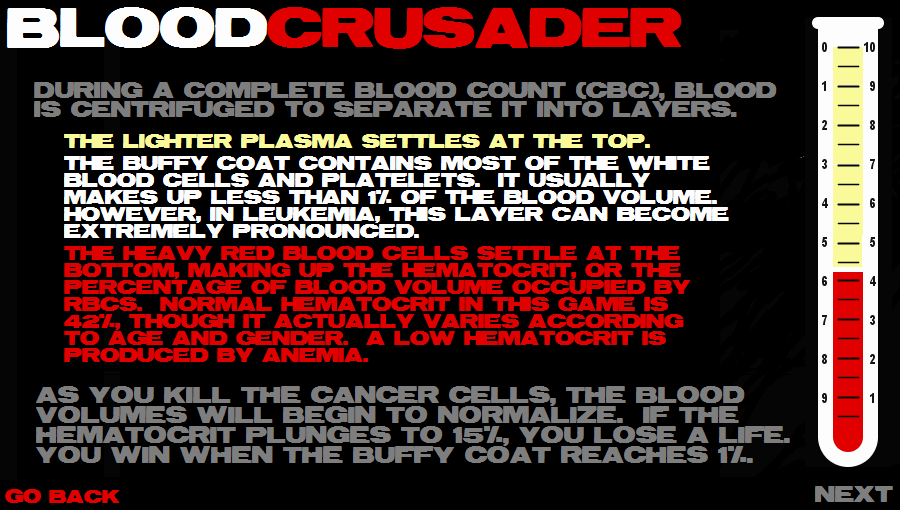 BLOODCRUSADER
DURING A COMPLETE BLOOD COUNT (CBC), BLOOD
IS CENTRIFUGED TO SEPARATE IT INTO LAYERS.
THE LIGHTER PLASMA SETTLES AT THE TOP.
THE BUFFY COAT CONTAINS MOST OF THE WHITE
BLOOD CELLS AND PLATELETS. IT USUALLY
MAKES UP LESS THAN 1% OF THE BLOOD VOLUME.
HOWEVER, IN LEUKEMIA, THIS LAYER CAN BECOME
EXTREMELY PRONOUNCED.
THE HEAVY RED BLOOD CELLS SETTLE AT THE
BOTTOM, MAKING UP THE HEMATOCRIT, OR THE
PERCENTAGE OF BLOOD VOLUME OCCUPIED BY
RBCS. NORMAL HEMATOCRIT IN THIS GAME IS
42%, THOUGH IT ACTUALLY VARIES ACCORDING
TO AGE AND GENDER. A LOW HEMATOCRIT IS
PRODUCED BY ANEMIA.
AS YOU KILL THE CANCER CELLS, THE BLOOD
VOLUMES WILL BEGIN TO NORMALIZE. IF THE
HEMATOCRIT PLUNGES TO 15%, YOU LOSE A LIFE.
YOU WIN WHEN THE BUFFY COAT REACHES 1%.
GO BACK
NEXT
0 10
1 9
2 8
3 7
4 6
5 5
6 4
7 3
8 2
9 1